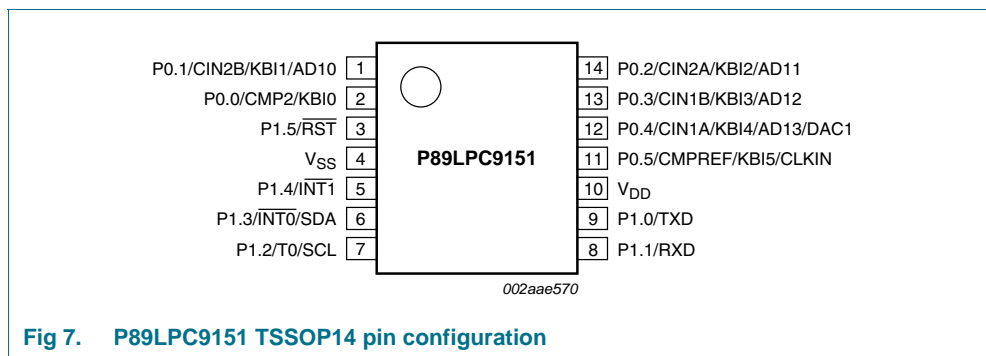 P0.1/CIN2B/KBI1/AD10 1
P0.0/CMP2/KBI0 2
P1.5/RST 3
VSS 4
P1.4/INT1 5
P1.3/INT0/SDA 6
P1.2/T0/SCL 7
P89LPC9151
14 P0.2/CIN2A/KBI2/AD11
13 P0.3/CIN1B/KBI3/AD12
12 P0.4/CIN1A/KBI4/AD13/DAC1
11 P0.5/CMPREF/KBI5/CLKIN
10 VDD
9 P1.0/TXD
8 P1.1/RXD
002aae570
Fig 7. P89LPC9151 TSSOP14 pin configuration